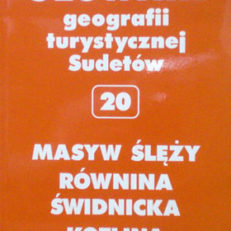 geografii
turystycznej
Sudetów
20
MASYW ŚLĘŻY
RÓWNINA
ŚWIDNICKA